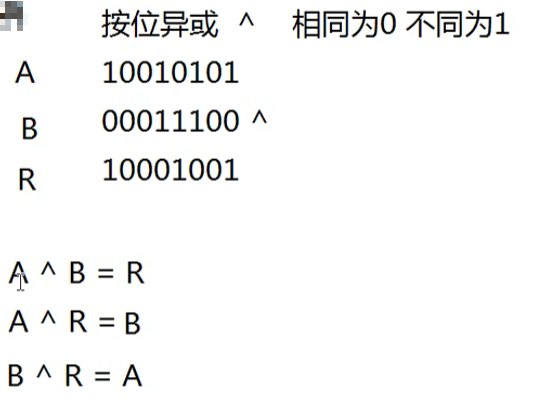 按位异或 ^ 相同为0 不同为1
A 10010101
B 00011100 ^
R 10001001
A ^ B = R
A ^ R = B
B ^ R = A